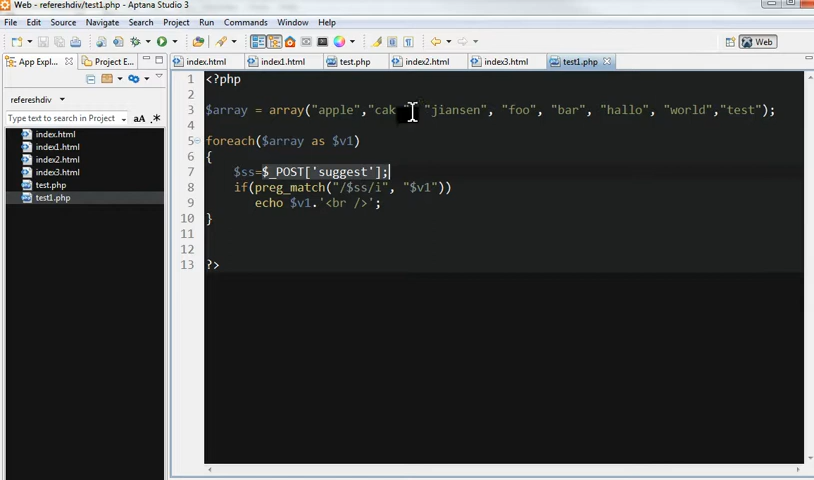 Web - refereshdiv/test1.php - Aptana Studio 3
File Edit Source Navigate Search Project Run Commands Window Help
Web
App Expl... Project E...
index.html index1.html test.php index2.html index3.html test1.php
refereshdiv
Type to Search Projec
aA .*
index.html
index1.html
index2.html
index3.html
test.php
test1.php
1 <?php
2
3 $array = array("apple","cak "jiansen", "foo", "bar", "hallo", "world","test");
4
5 foreach($array as $v1)
6 {
7 $ss=$_POST['suggest'];
8 if(preg_match("/$ss/i", "$v1"))
9 echo $v1.'<br />';
10 }
11
12
13 ?>